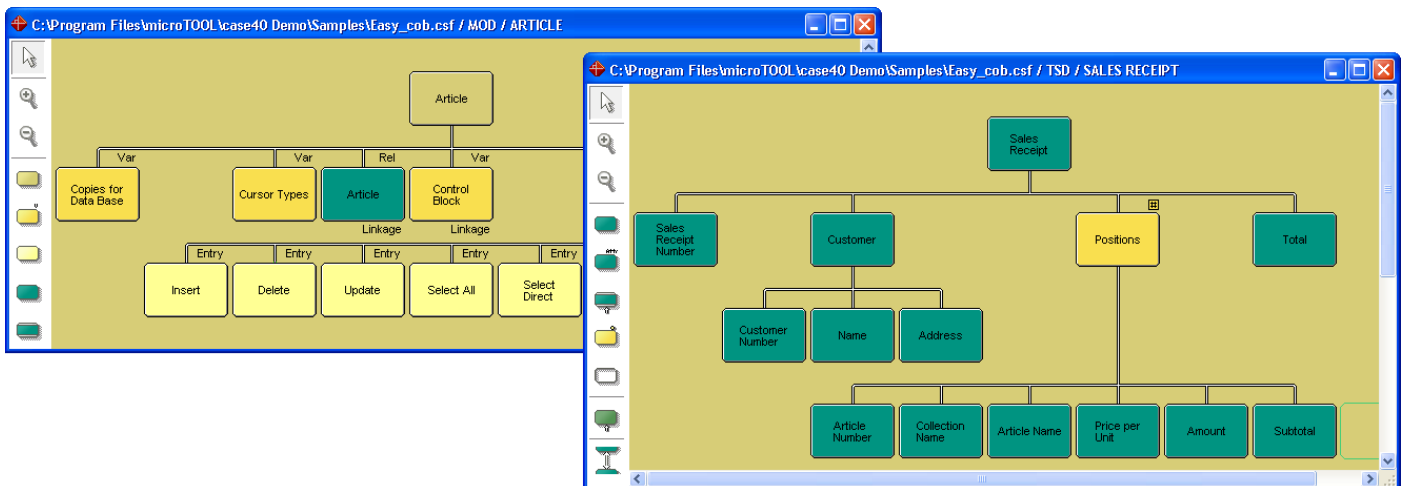 C:\Program Files\microTOOL\case40 Demo\Samples\Easy_cob.csf / MOD / ARTICLE
Article
Var
Var
Rel
Var
Copies for
Data Base
Cursor Types
Article
Control
Block
Linkage
Linkage
Entry
Entry
Entry
Entry
Entry
Insert
Delete
Update
Select All
Select
Direct
C:\Program Files\microTOOL\case40 Demo\Samples\Easy_cob.csf / TSD / SALES RECEIPT
Sales
Receipt
Sales
Receipt
Number
Customer
Positions
Total
Customer
Number
Name
Address
Article
Number
Collection
Name
Article Name
Price per
Unit
Amount
Subtotal